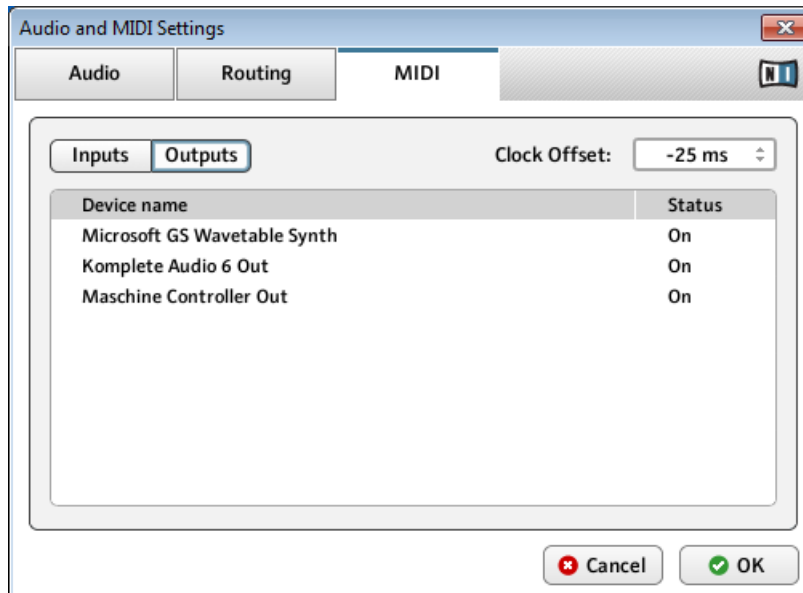 Audio and MIDI Settings
Audio Routing MIDI
NI
Inputs Outputs Clock Offset: -25 ms
Device name Status
Microsoft GS Wavetable Synth On
Komplete Audio 6 Out On
Maschine Controller Out On
Cancel OK